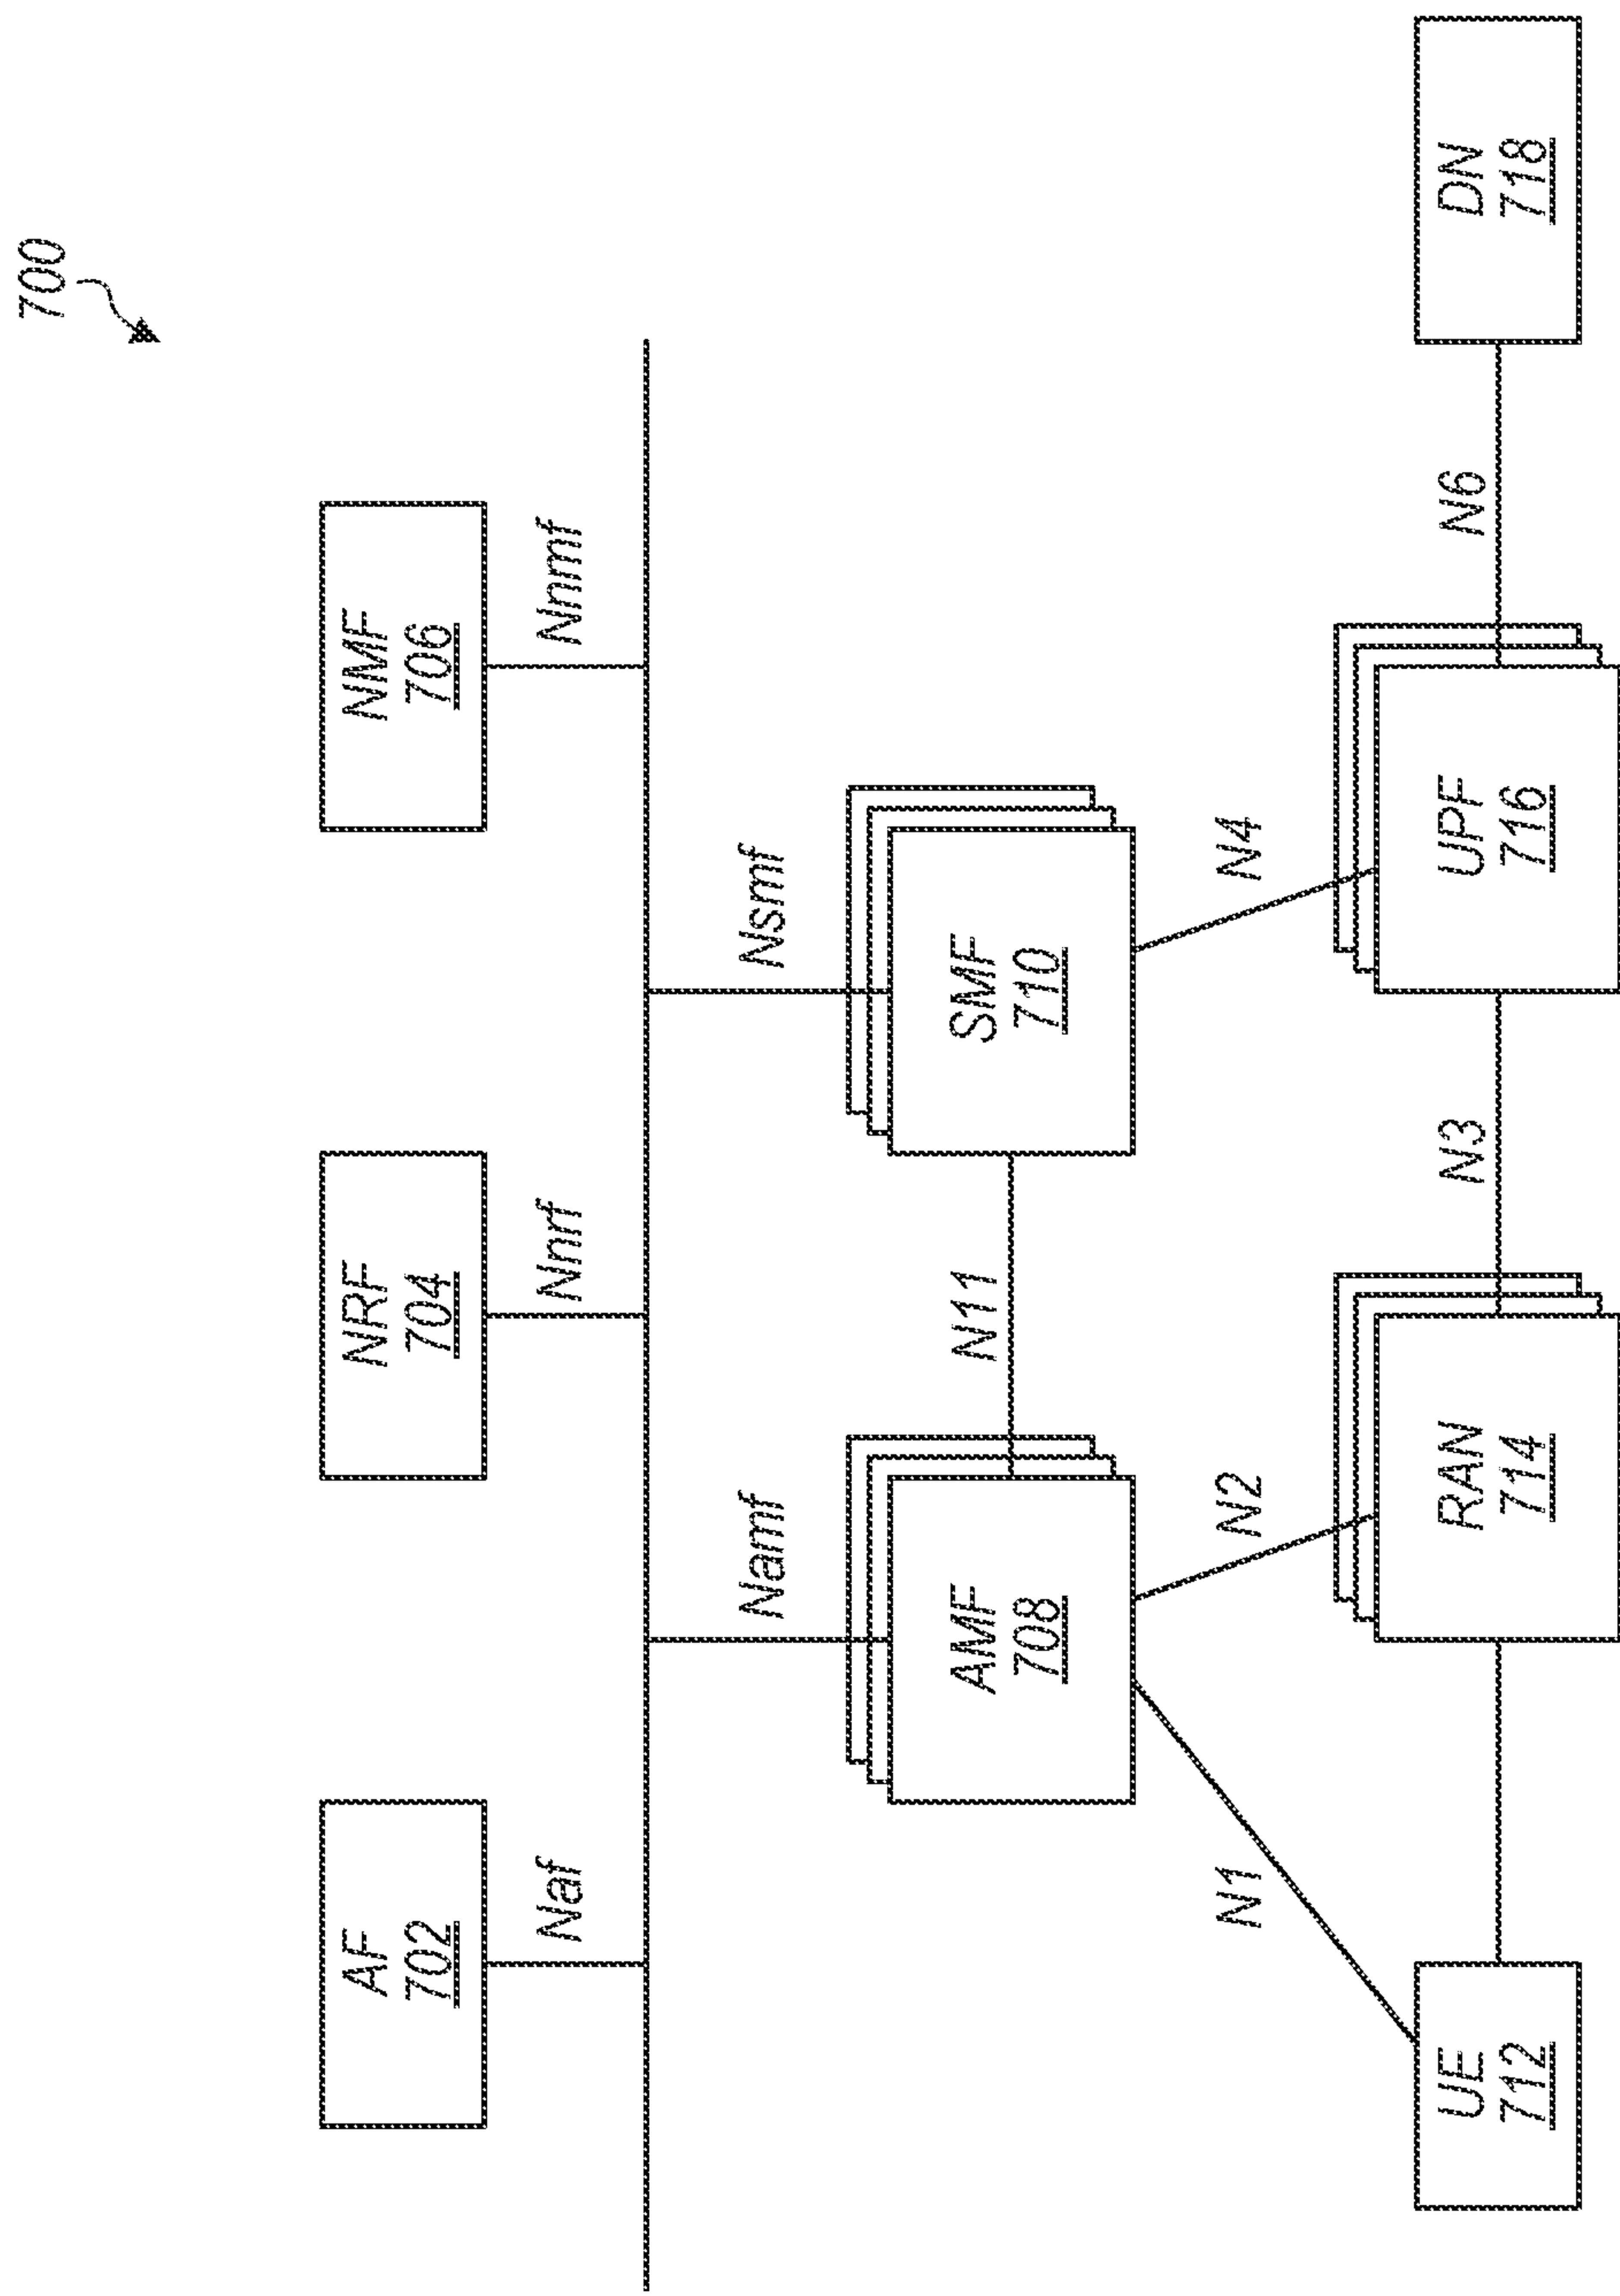 700
AF
702
NRF
704
NMF
706
Naf
Nnrf
Nnmf
Namf
Nsmf
AMF
708
N11
SMF
710
N1
N2
N4
UE
712
RAN
714
N3
UPF
716
N6
DN
718